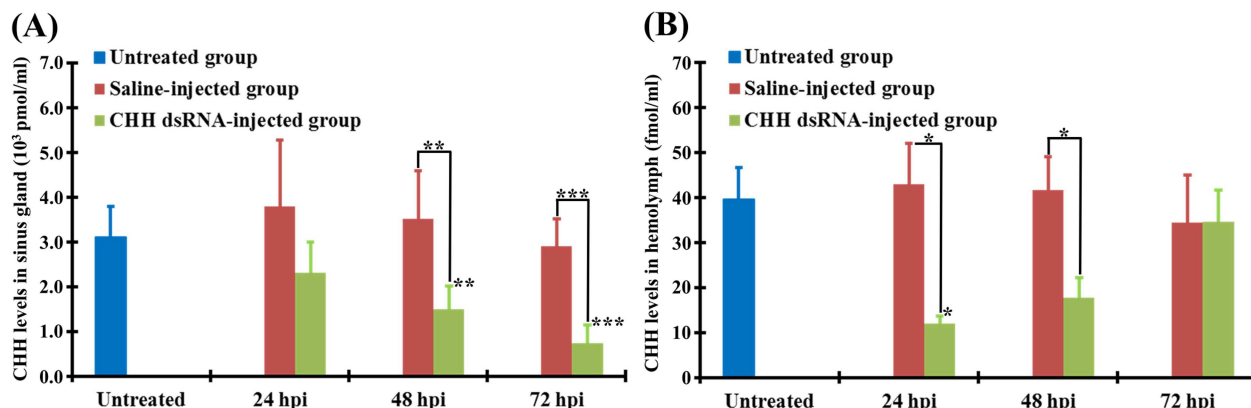 (A)
CHH levels in sinus gland (10³ pmol/ml)
7.0
6.0
5.0
4.0
3.0
2.0
1.0
0.0
Untreated group
Saline-injected group
CHH dsRNA-injected group
**
**
***
***
Untreated
24 hpi
48 hpi
72 hpi
(B)
CHH levels in hemolymph (fmol/ml)
70
60
50
40
30
20
10
0
Untreated group
Saline-injected group
CHH dsRNA-injected group
*
*
*
Untreated
24 hpi
48 hpi
72 hpi